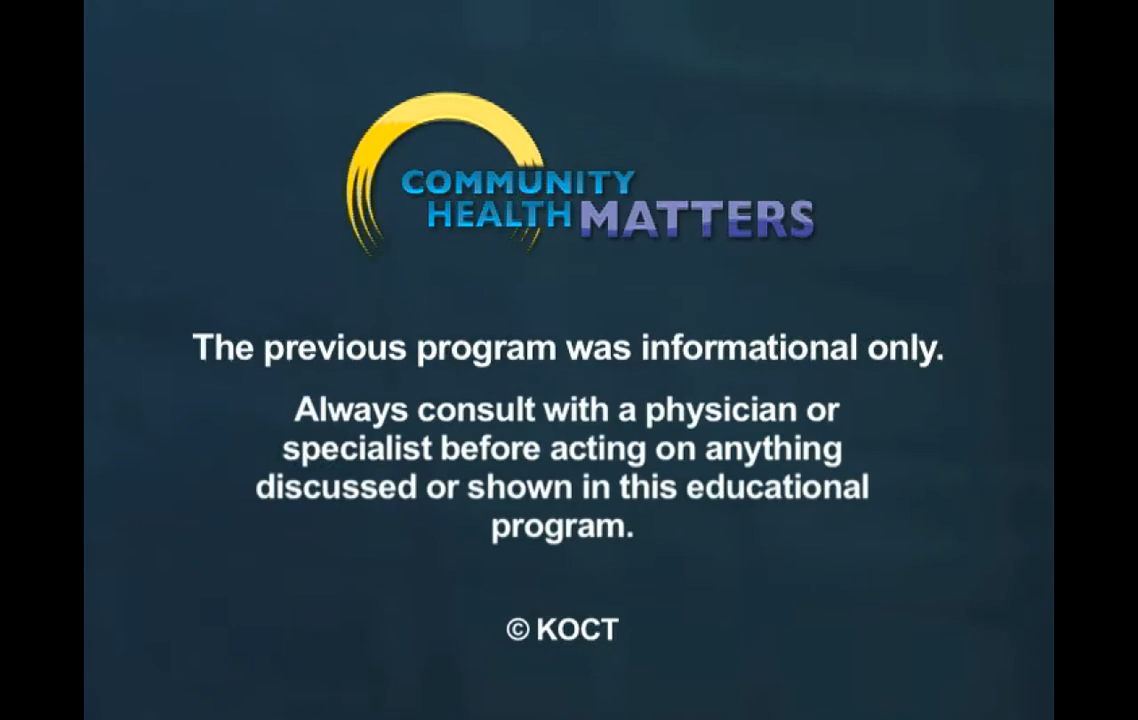 COMMUNITY
HEALTH MATTERS
The previous program was informational only.
Always consult with a physician or
specialist before acting on anything
discussed or shown in this educational
program.
© KOCT